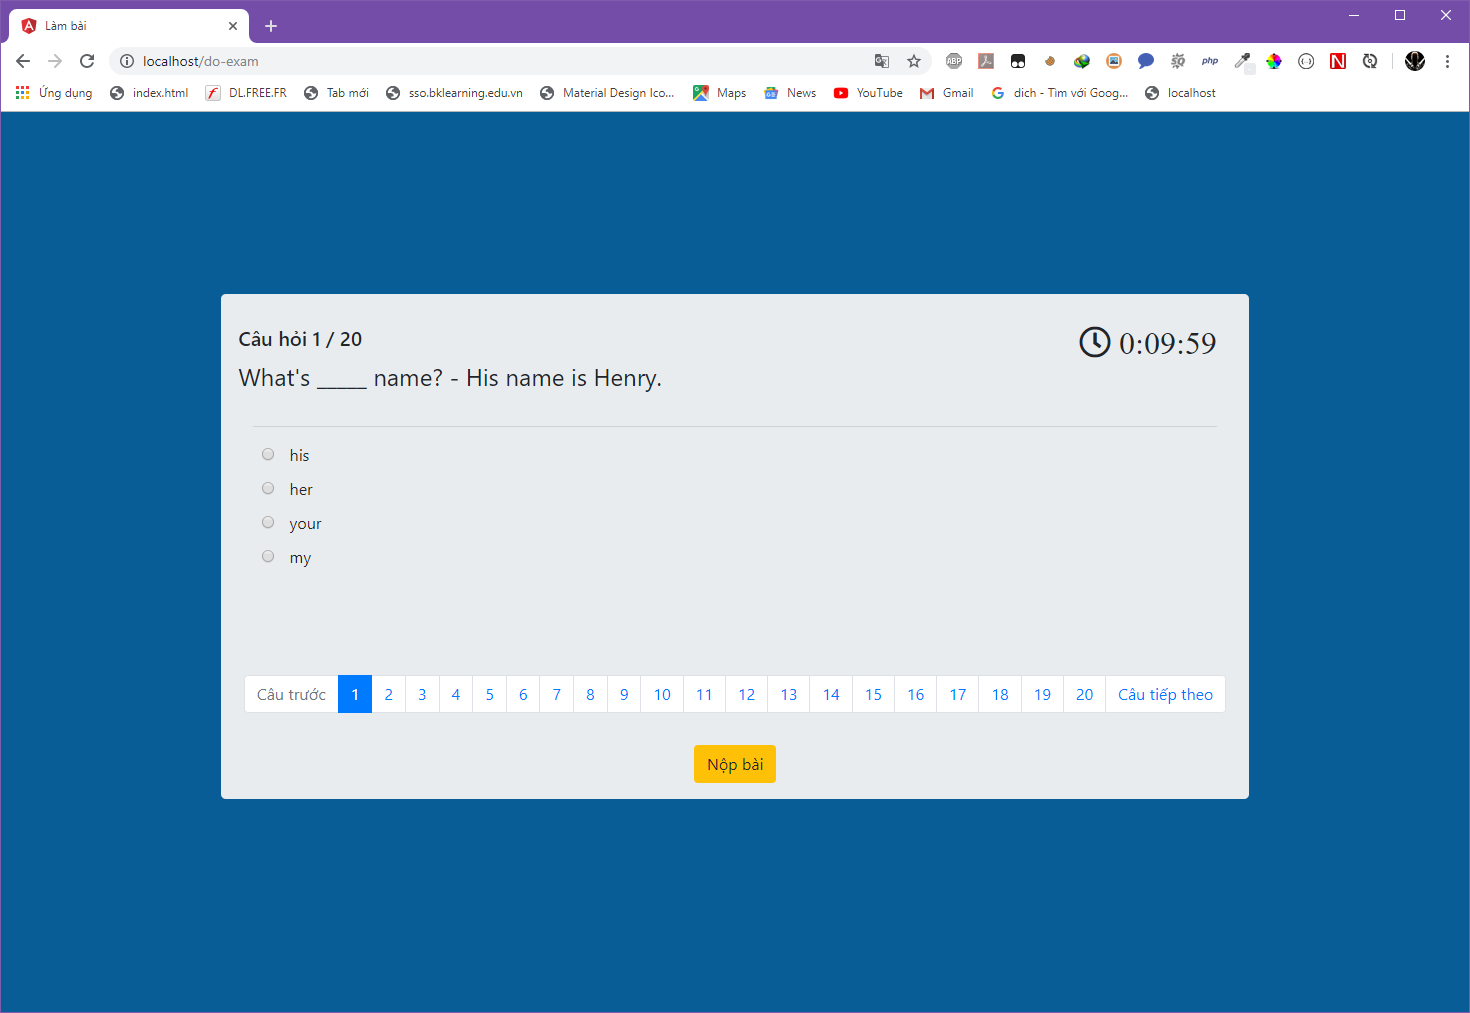 Làm bài
localhost/do-exam
ABP
php
N
Ứng dụng index.html DL.FREE.FR Tab mới sso.bklearning.edu.vn Material Design Ico... Maps News YouTube Gmail dich - Tìm với Goog... localhost
Câu hỏi 1 / 20
0:09:59
What's _____ name? - His name is Henry.
his
her
your
my
Câu trước 1 2 3 4 5 6 7 8 9 10 11 12 13 14 15 16 17 18 19 20 Câu tiếp theo
Nộp bài